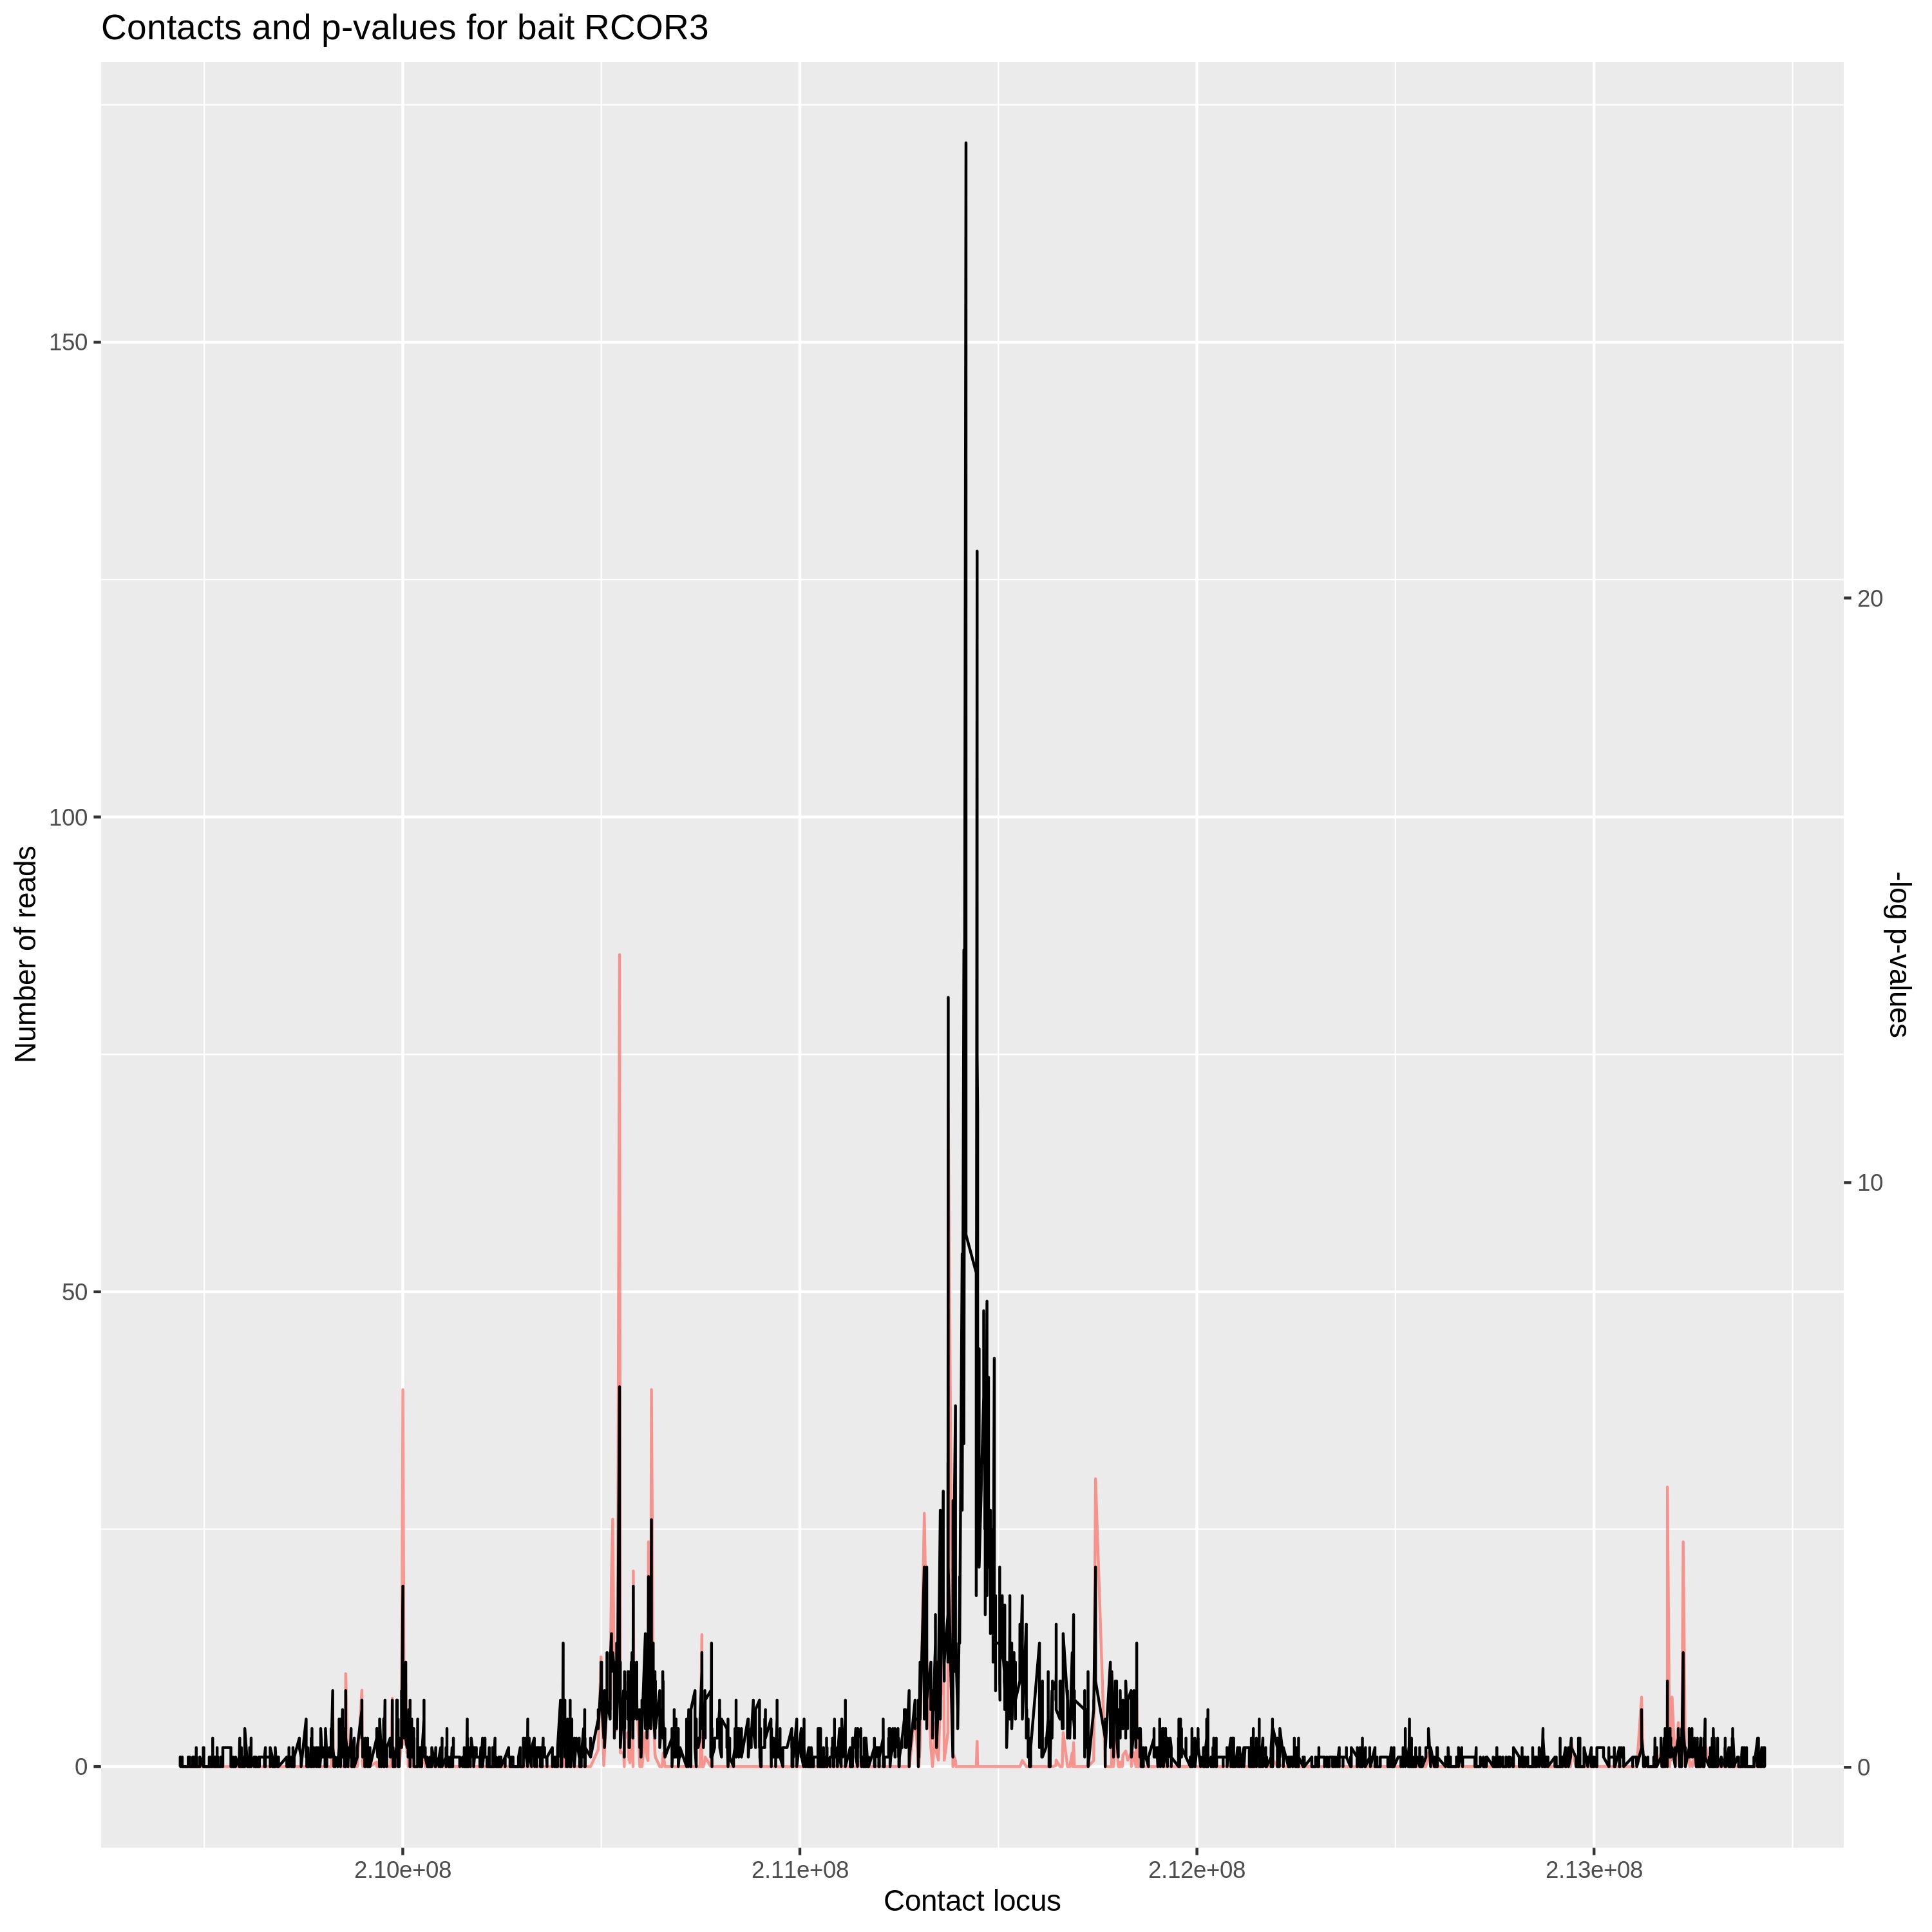 Contacts and p-values for bait RCOR3
Number of reads
150
100
50
0
20
10
0
-log p-values
2.10e+08
2.11e+08
2.12e+08
2.13e+08
Contact locus